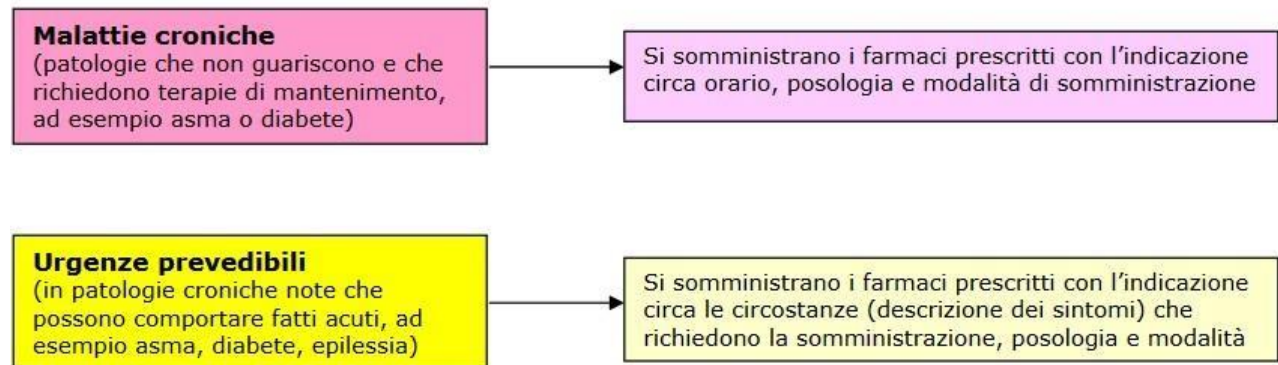 Malattie croniche
(patologie che non guariscono e che
richiedono terapie di mantenimento,
ad esempio asma o diabete)
Si somministrano i farmaci prescritti con l’indicazione
circa orario, posologia e modalità di somministrazione
Urgenze prevedibili
(in patologie croniche note che
possono comportare fatti acuti, ad
esempio asma, diabete, epilessia)
Si somministrano i farmaci prescritti con l’indicazione
circa le circostanze (descrizione dei sintomi) che
richiedono la somministrazione, posologia e modalità